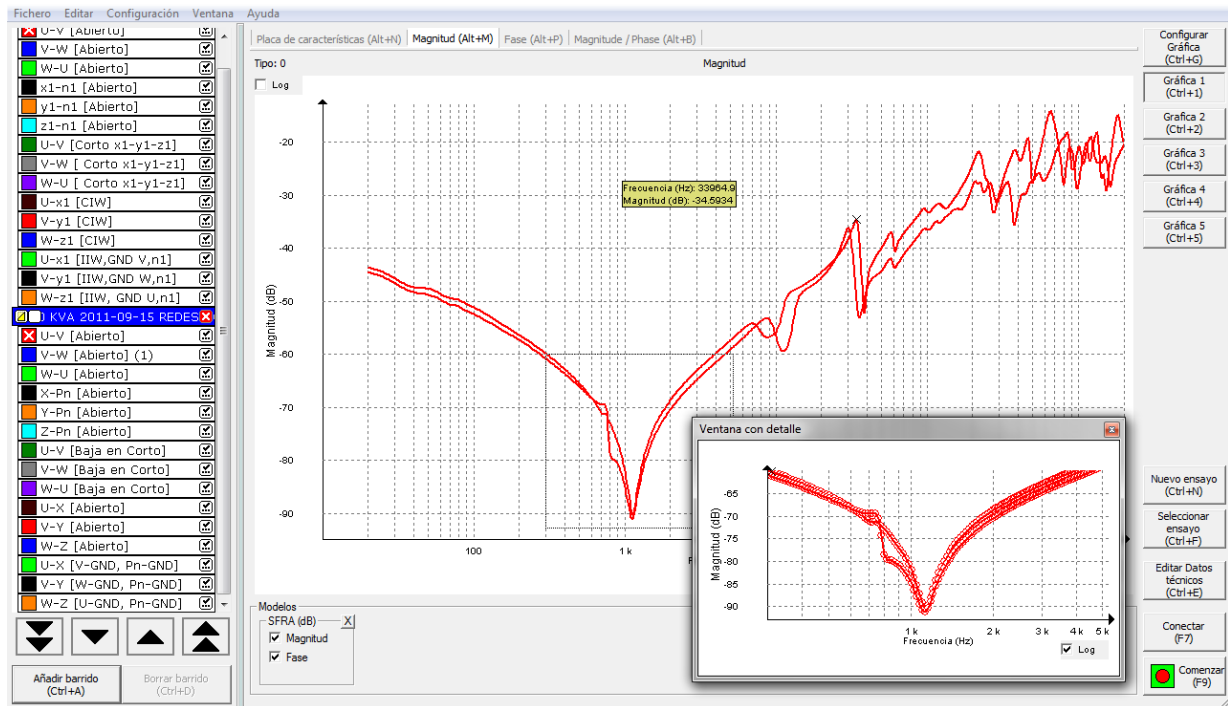 Fichero Editar Configuración Ventana Ayuda
U-V [Abierto]
V-W [Abierto]
W-U [Abierto]
x1-n1 [Abierto]
y1-n1 [Abierto]
z1-n1 [Abierto]
U-V [Corto x1-y1-z1]
V-W [ Corto x1-y1-z1]
W-U [ Corto x1-y1-z1]
U-x1 [CIW]
V-y1 [CIW]
W-z1 [CIW]
U-x1 [IIW,GND V,n1]
V-y1 [IIW,GND W,n1]
W-z1 [IIW, GND U,n1]
KVA 2011-09-15 REDES
U-V [Abierto]
V-W [Abierto] (1)
W-U [Abierto]
X-Pn [Abierto]
Y-Pn [Abierto]
Z-Pn [Abierto]
U-V [Baja en Corto]
V-W [Baja en Corto]
W-U [Baja en Corto]
U-X [Abierto]
V-Y [Abierto]
W-Z [Abierto]
U-X [V-GND, Pn-GND]
V-Y [W-GND, Pn-GND]
W-Z [U-GND, Pn-GND]
Añadir barrido
(Ctrl+A)
Borrar barrido
(Ctrl+D)
Placa de características (Alt+N) Magnitud (Alt+M) Fase (Alt+P) Magnitude / Phase (Alt+B)
Tipo: 0 Magnitud
Log
Magnitud (dB)
-20
-30
-40
-50
-60
-70
-80
-90
100 1 k
Frecuencia (Hz): 33964.9
Magnitud (dB): -34.5934
Ventana con detalle
Magnitud (dB)
-65
-70
-75
-80
-85
-90
1 k 2 k 3 k 4 k 5 k
Frecuencia (Hz)
Log
Modelos
SFRA (dB) X
Magnitud
Fase
Configurar
Gráfica
(Ctrl+G)
Gráfica 1
(Ctrl+1)
Grafica 2
(Ctrl+2)
Gráfica 3
(Ctrl+3)
Gráfica 4
(Ctrl+4)
Gráfica 5
(Ctrl+5)
Nuevo ensayo
(Ctrl+N)
Seleccionar
ensayo
(Ctrl+F)
Editar Datos
técnicos
(Ctrl+E)
Conectar
(F7)
Comenzar
(F9)